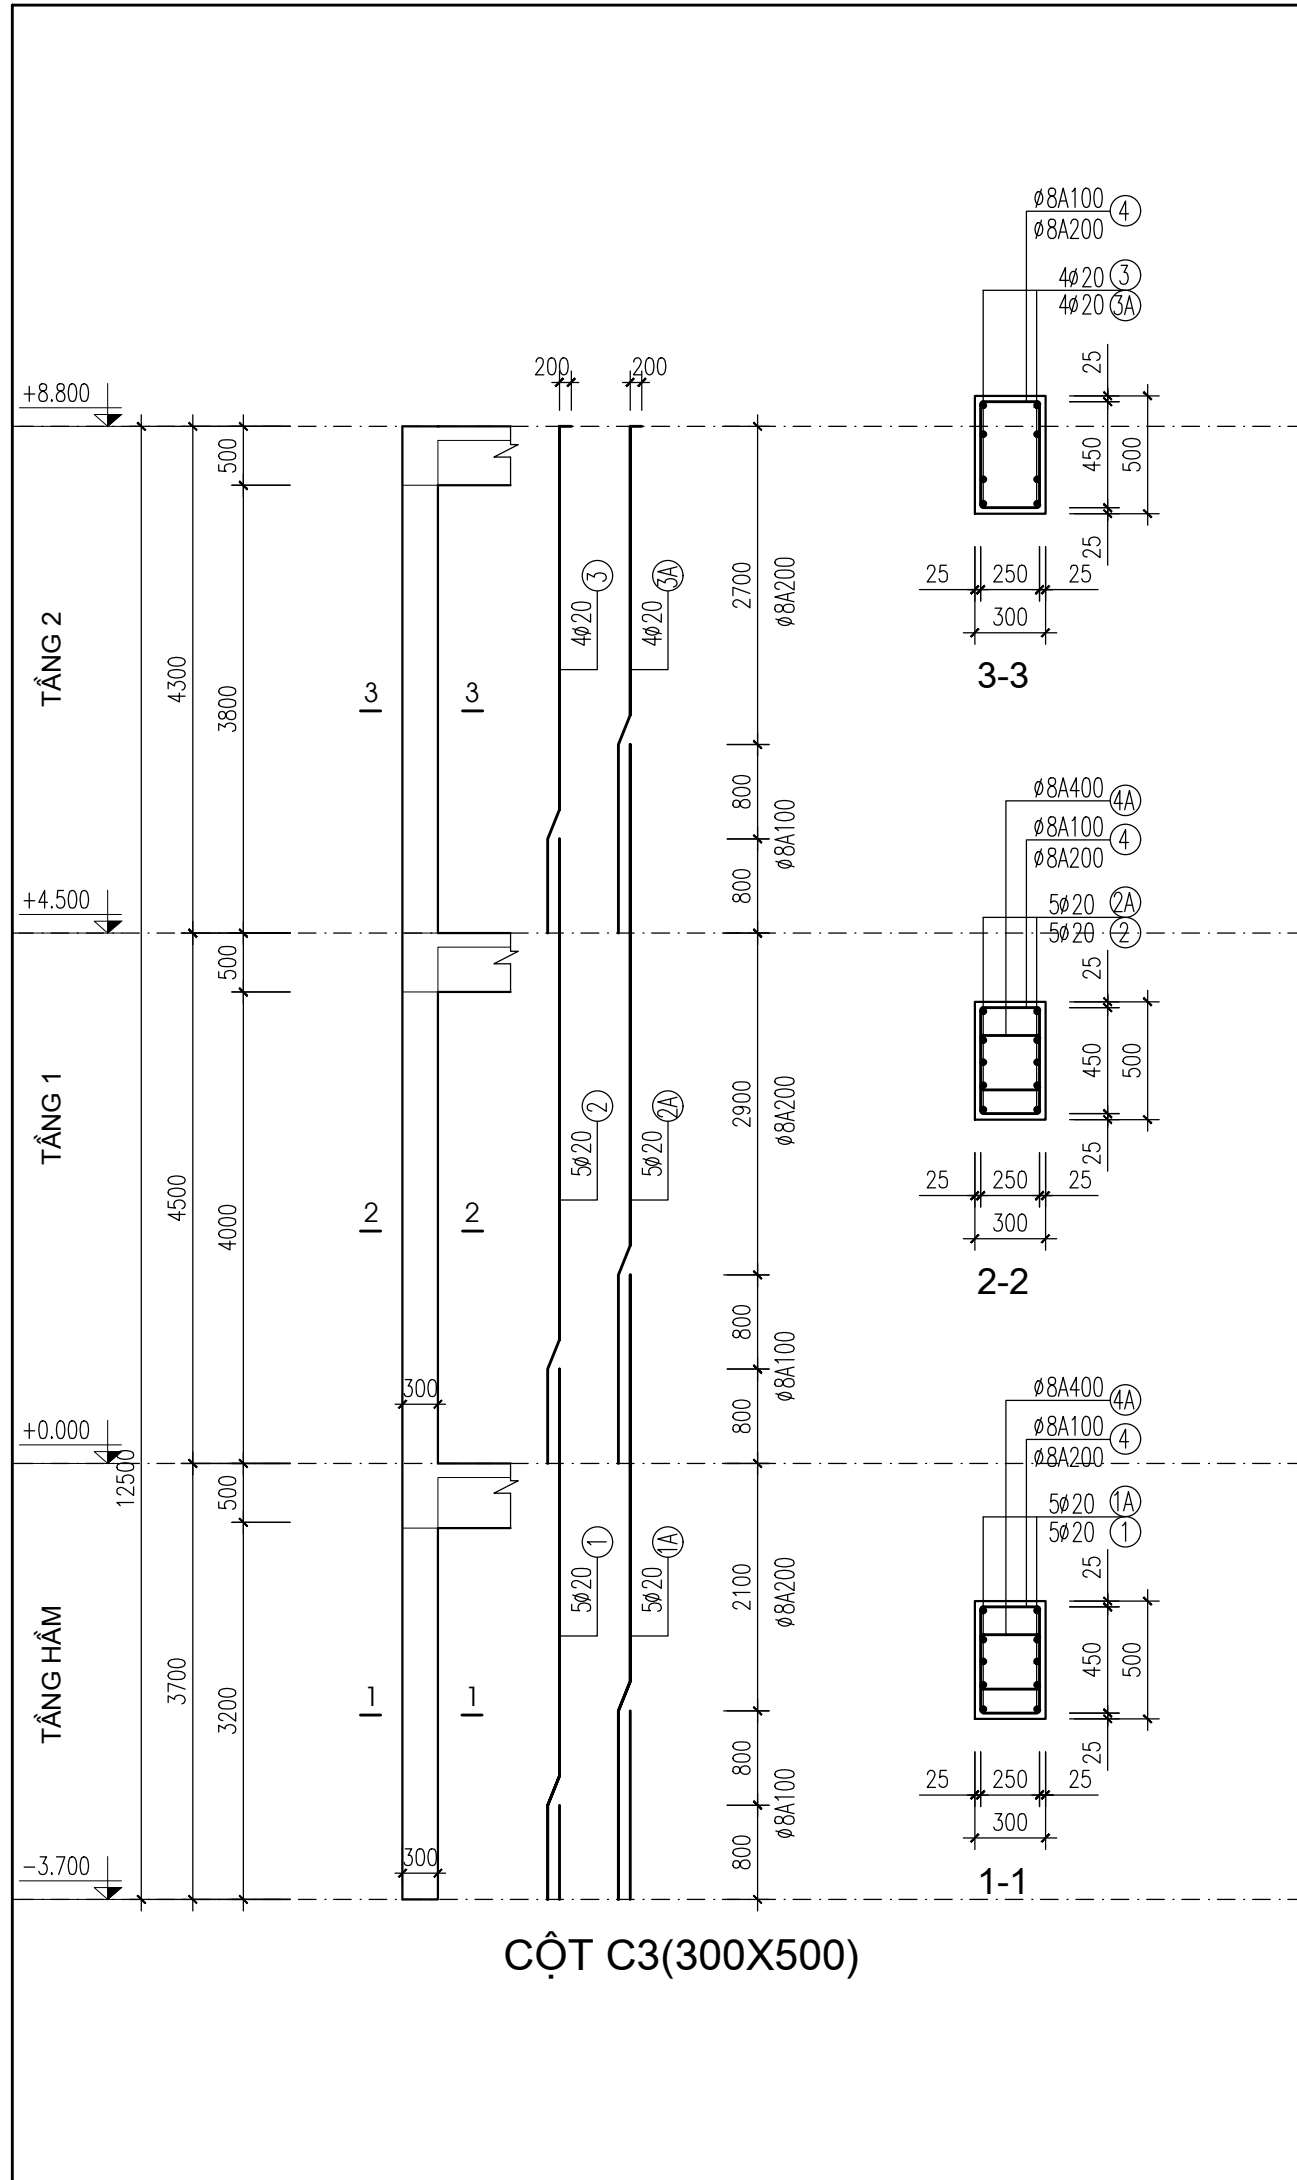 ø8A100 4
ø8A200
4ø20 3
4ø20 3A
25
450
500
25
25 250 25
300
3-3
+8.800
200 200
500
TẦNG 2
4300
3800
3 3
4ø20 3
4ø20 3A
2700
ø8A200
800
ø8A100
800
ø8A400 4A
ø8A100 4
ø8A200
5ø20 2A
5ø20 2
25
450
500
25
25 250 25
300
2-2
+4.500
500
TẦNG 1
4500
4000
2 2
5ø20 2
5ø20 2A
2900
ø8A200
800
ø8A100
800
300
+0.000
12500
500
ø8A400 4A
ø8A100 4
ø8A200
5ø20 1A
5ø20 1
25
450
500
25
25 250 25
300
1-1
TẦNG HẦM
3700
3200
1 1
5ø20 1
5ø20 1A
2100
ø8A200
800
ø8A100
800
300
-3.700
CỘT C3(300X500)